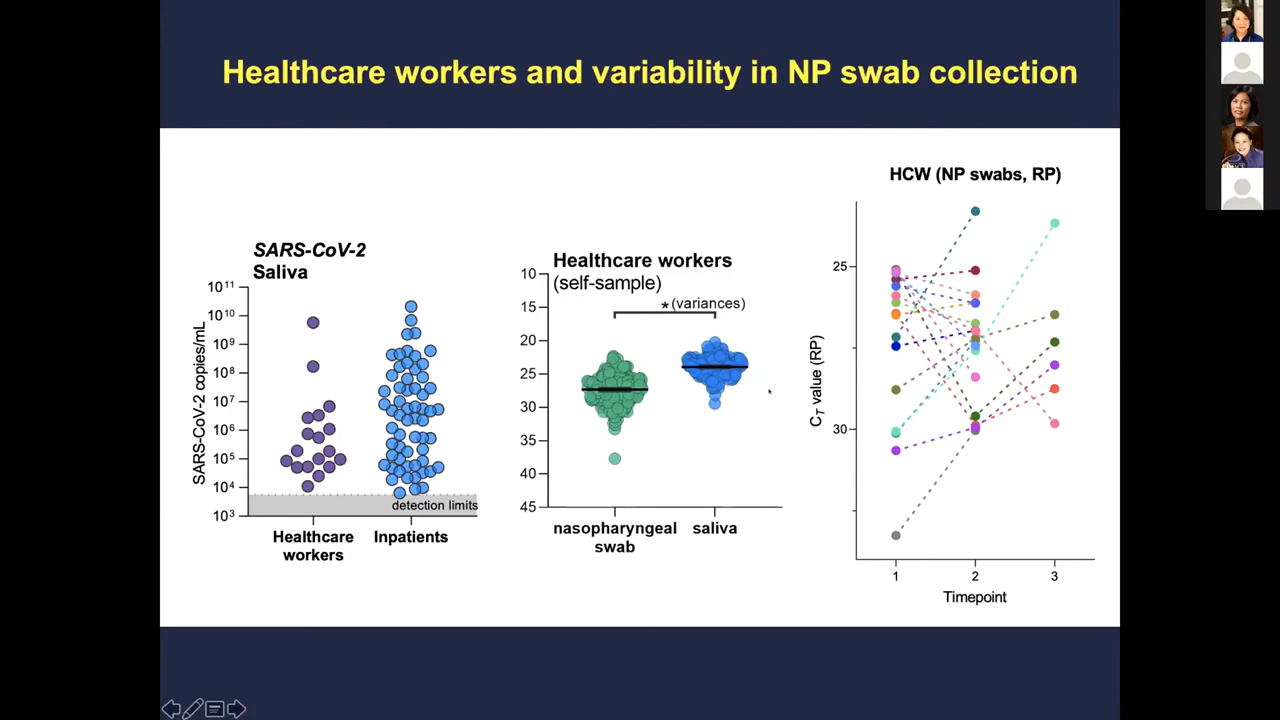 Healthcare workers and variability in NP swab collection
SARS-CoV-2
Saliva
SARS-CoV-2 copies/mL
10¹¹
10¹⁰
10⁹
10⁸
10⁷
10⁶
10⁵
10⁴
10³
detection limits
Healthcare
workers
Inpatients
Healthcare workers
(self-sample)
* (variances)
10
15
20
25
30
35
40
45
nasopharyngeal
swab
saliva
HCW (NP swabs, RP)
C_T value (RP)
25
30
1
2
3
Timepoint